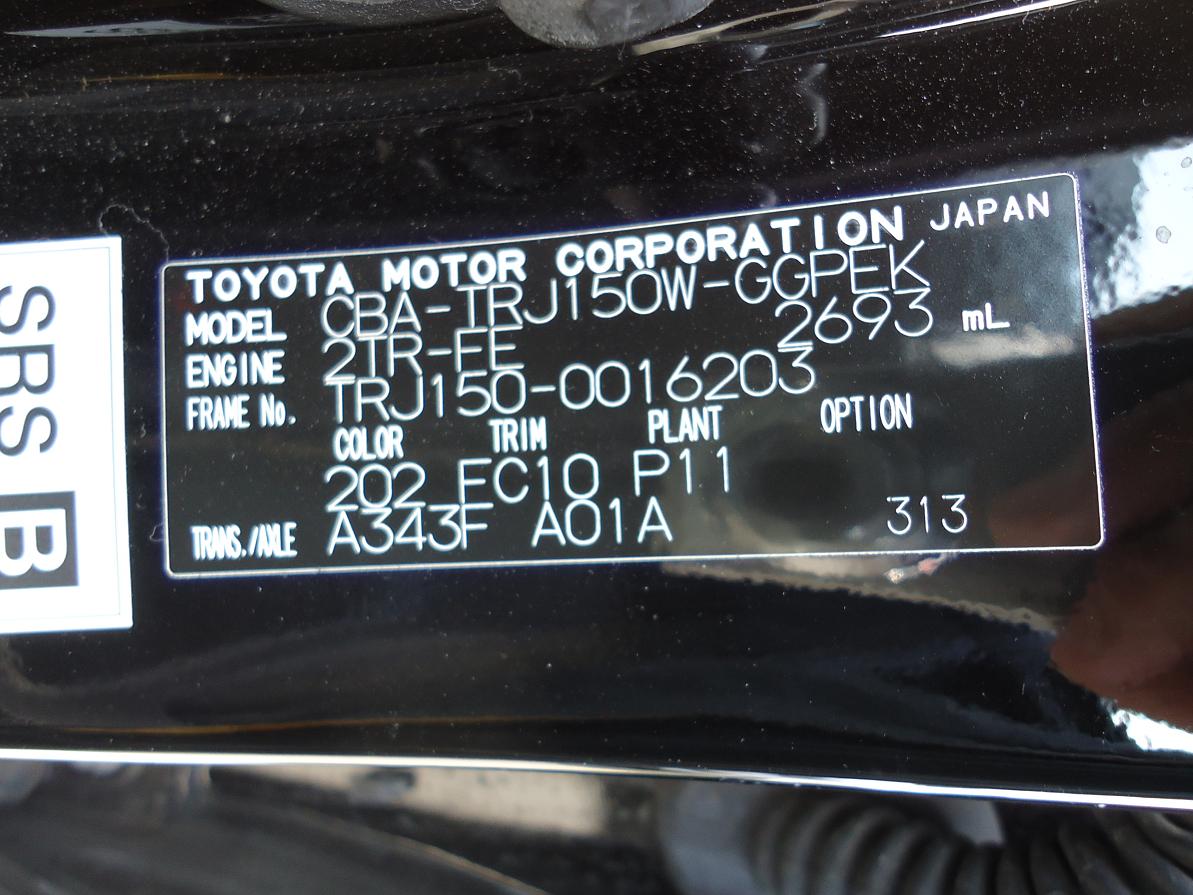 TOYOTA MOTOR CORPORATION JAPAN
MODEL CBA-TRJ150W-GGPEK
ENGINE 2TR-FE 2693 mL
FRAME No. TRJ150-0016203
COLOR TRIM PLANT OPTION
202 FC10 P11
TRANS./AXLE A343F A01A 313
SRS B